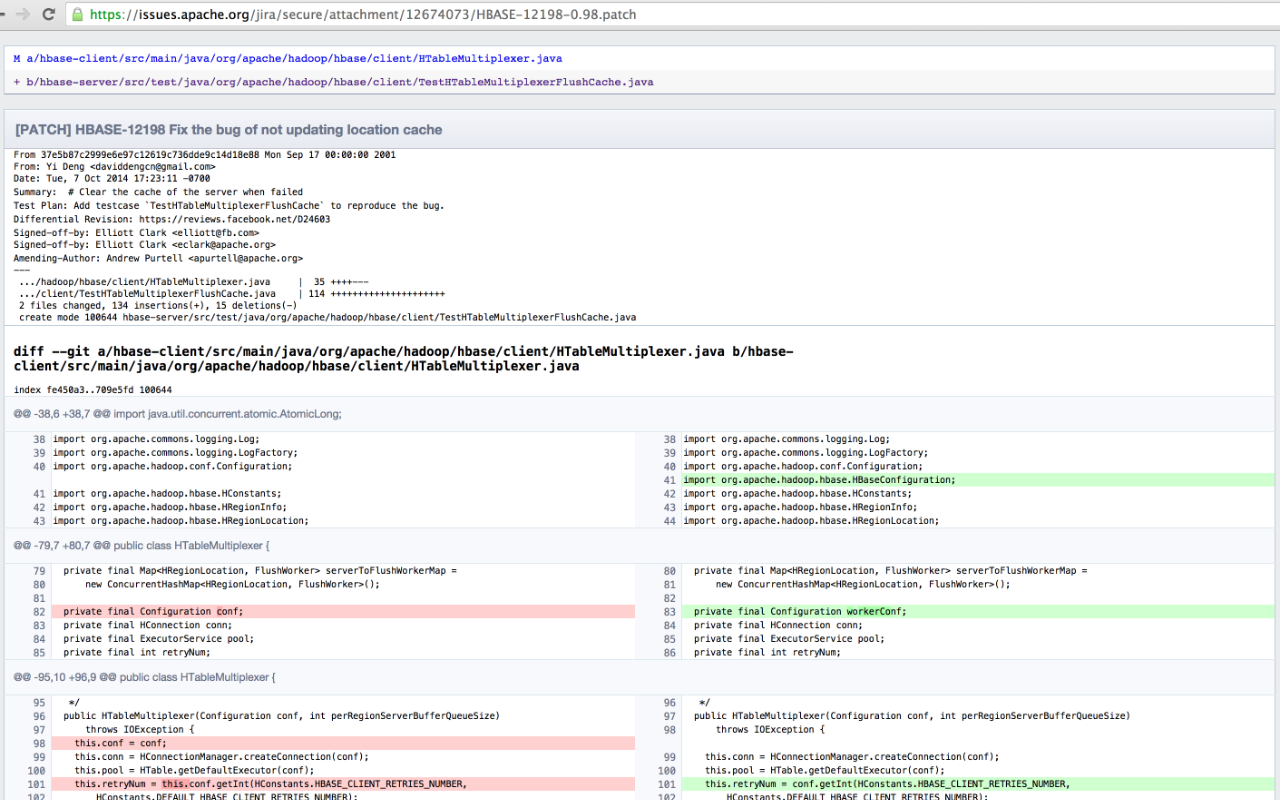 https://issues.apache.org/jira/secure/attachment/12674073/HBASE-12198-0.98.patch
M a/hbase-client/src/main/java/org/apache/hadoop/hbase/client/HTableMultiplexer.java
+ b/hbase-server/src/test/java/org/apache/hadoop/hbase/client/TestHTableMultiplexerFlushCache.java
[PATCH] HBASE-12198 Fix the bug of not updating location cache
From 37e5b87c2999e6e97c12619c736dde9c14d18e88 Mon Sep 17 00:00:00 2001
From: Yi Deng <daviddengcn@gmail.com>
Date: Tue, 7 Oct 2014 17:23:11 -0700
Summary:  # Clear the cache of the server when failed
Test Plan: Add testcase `TestHTableMultiplexerFlushCache` to reproduce the bug.
Differential Revision: https://reviews.facebook.net/D24603
Signed-off-by: Elliott Clark <elliott@fb.com>
Signed-off-by: Elliott Clark <eclark@apache.org>
Amending-Author: Andrew Purtell <apurtell@apache.org>
---
.../hadoop/hbase/client/HTableMultiplexer.java     |  35 ++++---
.../client/TestHTableMultiplexerFlushCache.java    | 114 +++++++++++++++++++++
2 files changed, 134 insertions(+), 15 deletions(-)
create mode 100644 hbase-server/src/test/java/org/apache/hadoop/hbase/client/TestHTableMultiplexerFlushCache.java
diff --git a/hbase-client/src/main/java/org/apache/hadoop/hbase/client/HTableMultiplexer.java b/hbase-
client/src/main/java/org/apache/hadoop/hbase/client/HTableMultiplexer.java
index fe450a3..709e5fd 100644
@@ -38,6 +38,7 @@ import java.util.concurrent.atomic.AtomicLong;
38 import org.apache.commons.logging.Log; 38 import org.apache.commons.logging.Log;
39 import org.apache.commons.logging.LogFactory; 39 import org.apache.commons.logging.LogFactory;
40 import org.apache.hadoop.conf.Configuration; 40 import org.apache.hadoop.conf.Configuration;
41 import org.apache.hadoop.hbase.HBaseConfiguration;
41 import org.apache.hadoop.hbase.HConstants; 42 import org.apache.hadoop.hbase.HConstants;
42 import org.apache.hadoop.hbase.HRegionInfo; 43 import org.apache.hadoop.hbase.HRegionInfo;
43 import org.apache.hadoop.hbase.HRegionLocation; 44 import org.apache.hadoop.hbase.HRegionLocation;
@@ -79,7 +80,7 @@ public class HTableMultiplexer {
79 private final Map<HRegionLocation, FlushWorker> serverToFlushWorkerMap = 80 private final Map<HRegionLocation, FlushWorker> serverToFlushWorkerMap =
80 new ConcurrentHashMap<HRegionLocation, FlushWorker>(); 81 new ConcurrentHashMap<HRegionLocation, FlushWorker>();
81 82
82 private final Configuration conf; 83 private final Configuration workerConf;
83 private final HConnection conn; 84 private final HConnection conn;
84 private final ExecutorService pool; 85 private final ExecutorService pool;
85 private final int retryNum; 86 private final int retryNum;
@@ -95,10 +96,9 @@ public class HTableMultiplexer {
95 */ 96 */
96 public HTableMultiplexer(Configuration conf, int perRegionServerBufferQueueSize) 97 public HTableMultiplexer(Configuration conf, int perRegionServerBufferQueueSize)
97 throws IOException { 98 throws IOException {
98 this.conf = conf;
99 this.conn = HConnectionManager.createConnection(conf); 99 this.conn = HConnectionManager.createConnection(conf);
100 this.pool = HTable.getDefaultExecutor(conf); 100 this.pool = HTable.getDefaultExecutor(conf);
101 this.retryNum = this.conf.getInt(HConstants.HBASE_CLIENT_RETRIES_NUMBER, 101 this.retryNum = conf.getInt(HConstants.HBASE_CLIENT_RETRIES_NUMBER,
102 HConstants.DEFAULT_HBASE_CLIENT_RETRIES_NUMBER); 102 HConstants.DEFAULT_HBASE_CLIENT_RETRIES_NUMBER);